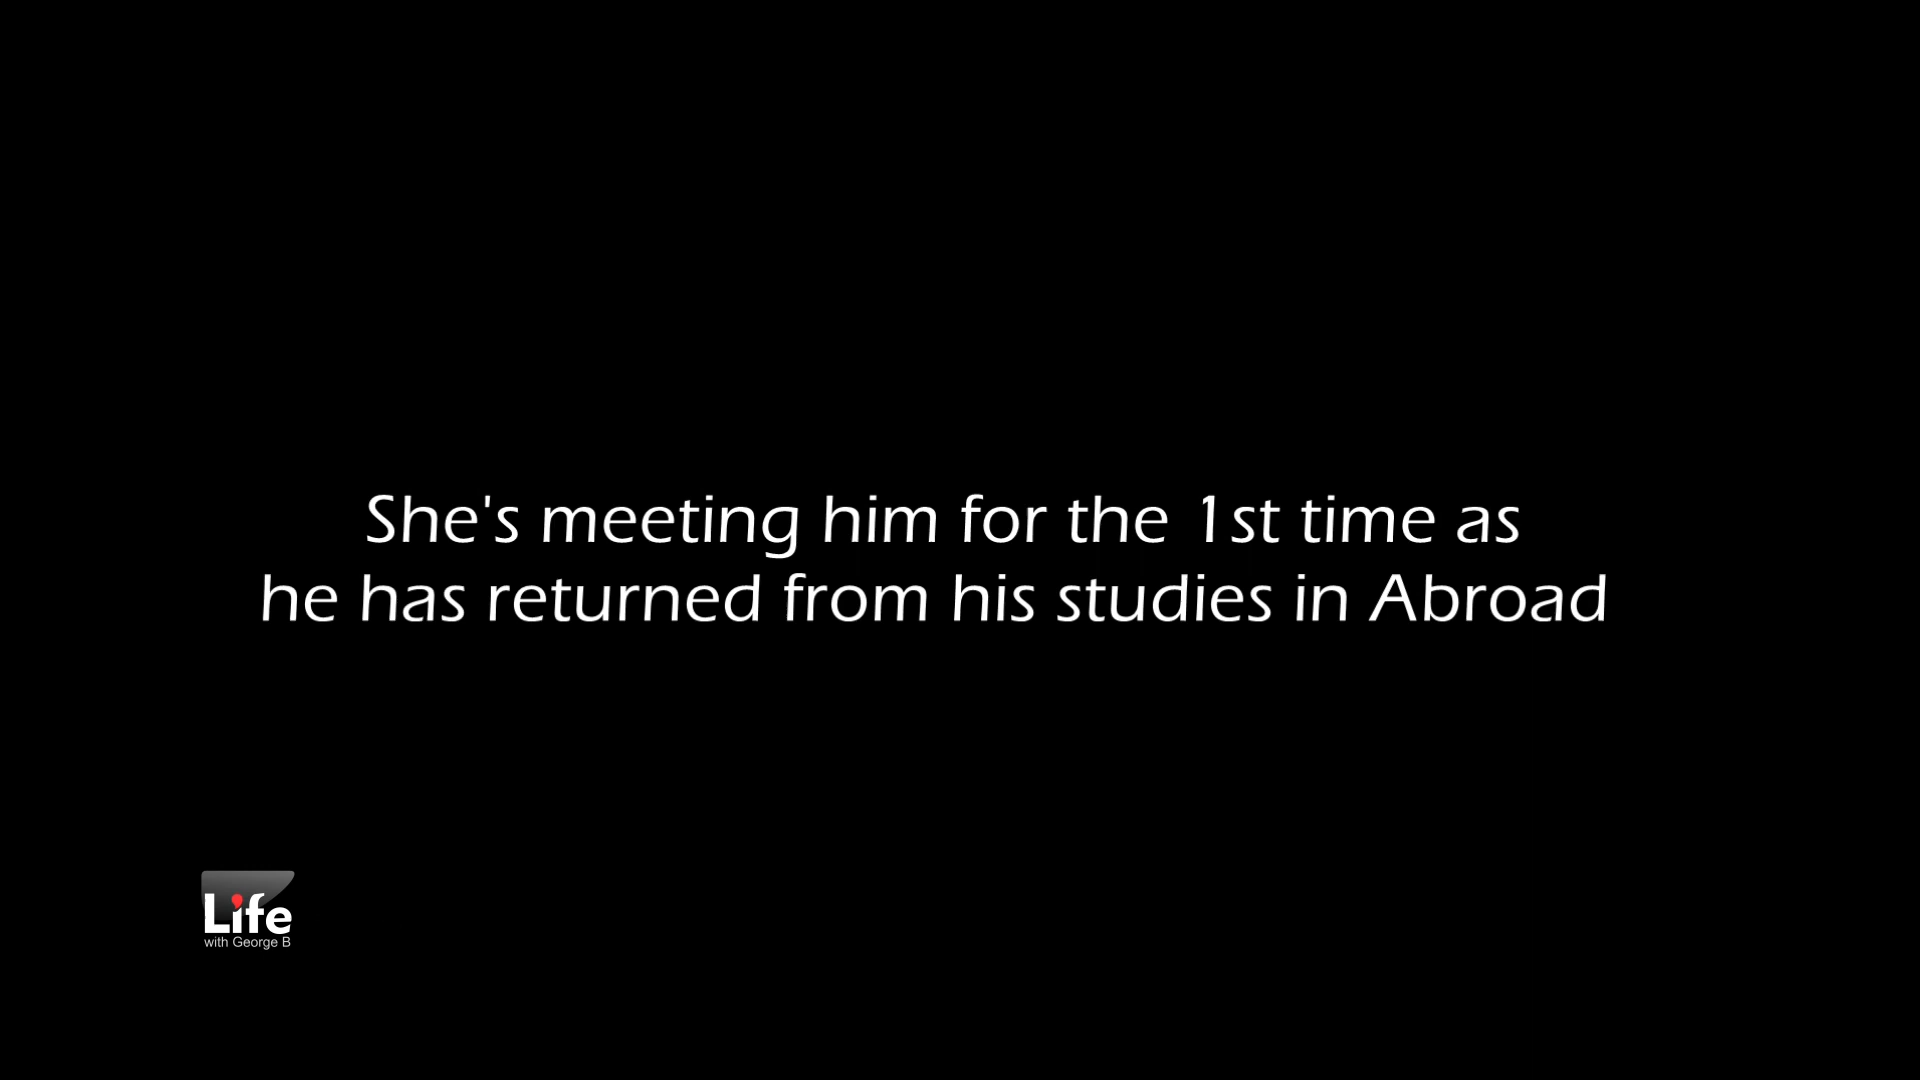 She's meeting him for the 1st time as
he has returned from his studies in Abroad
Life
with George B